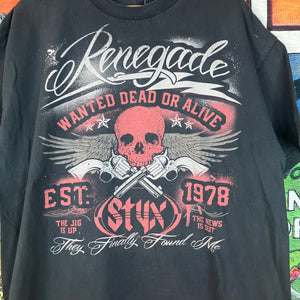 Renegade
WANTED DEAD OR ALIVE
EST. 1978
STYX
THE JIG
IS UP
THE NEWS
IS OUT
They Finally Found Me